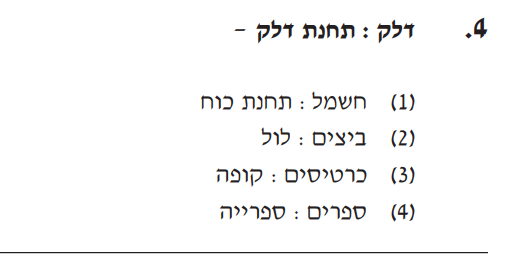 4. דלק : תחנת דלק –
(1) חשמל : תחנת כוח
(2) ביצים : לול
(3) כרטיסים : קופה
(4) ספרים : ספרייה